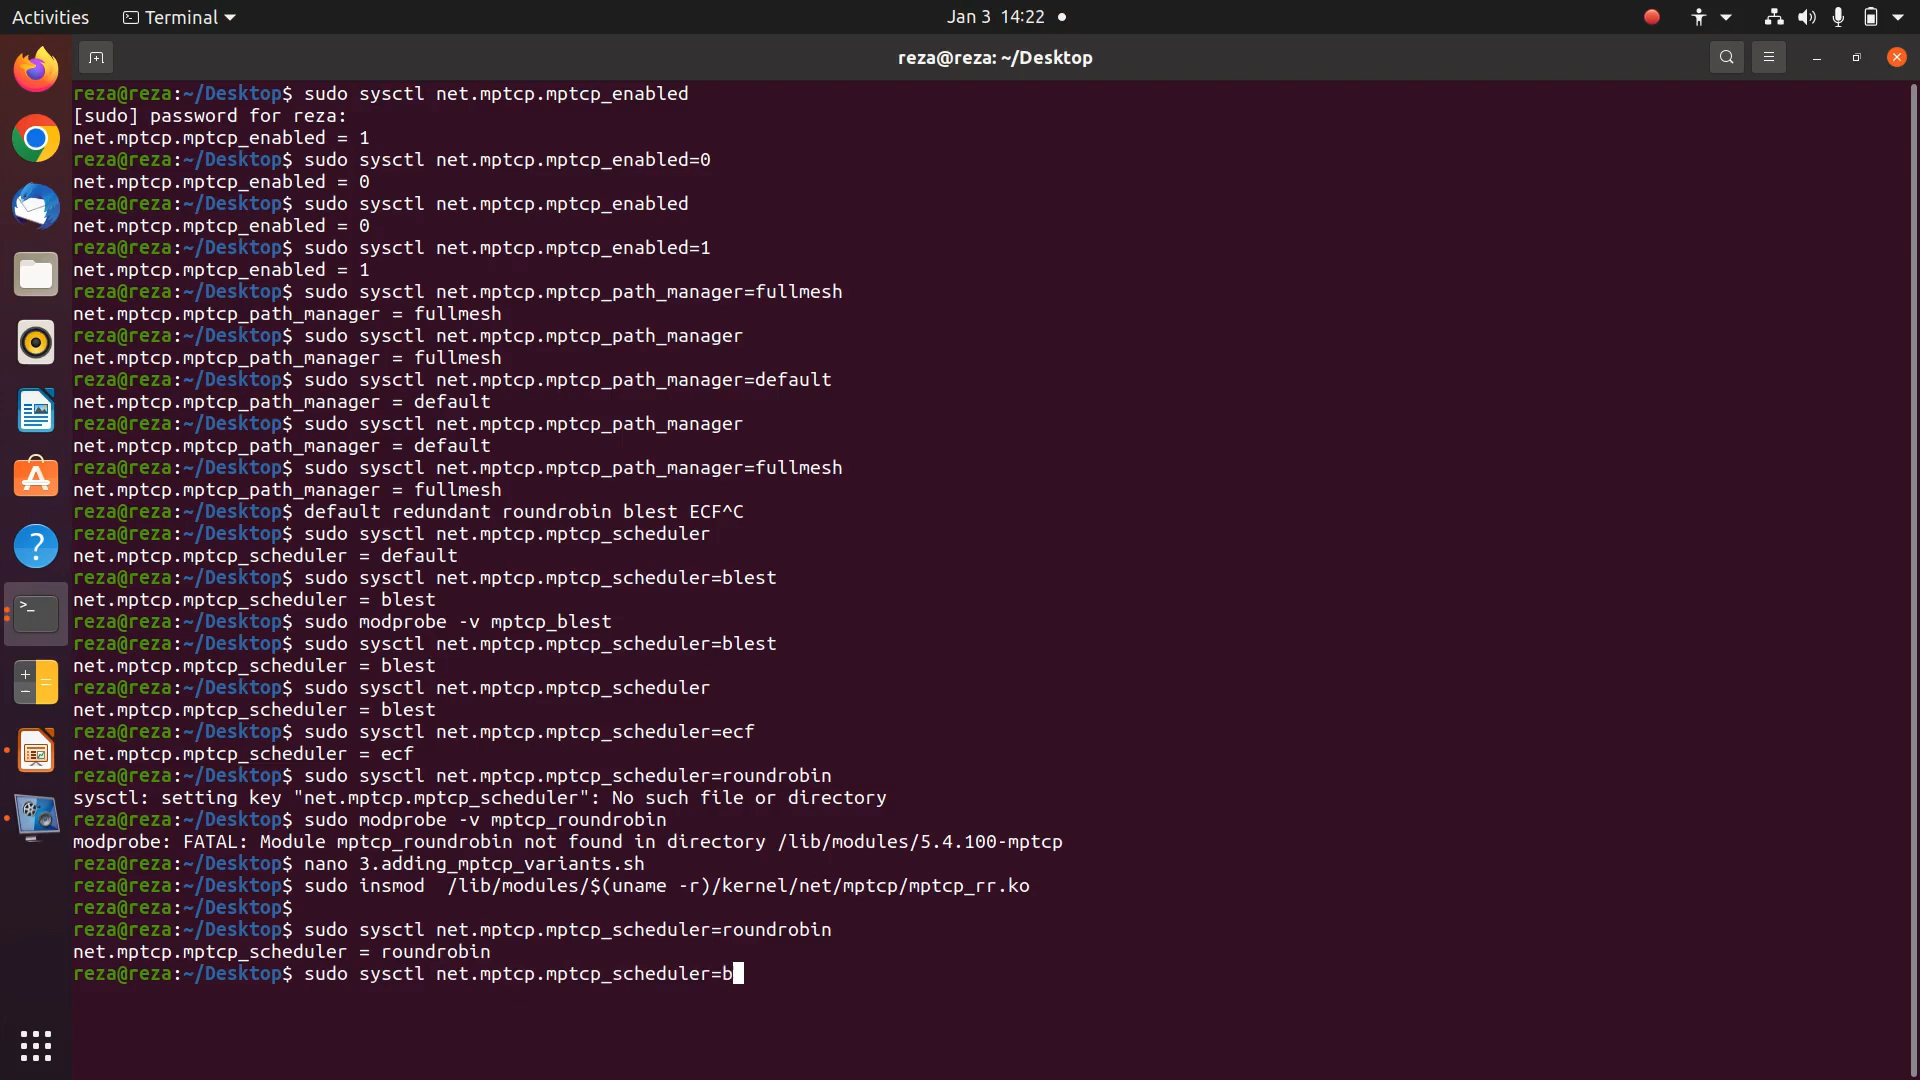 Activities Terminal Jan 3 14:22
reza@reza: ~/Desktop
reza@reza:~/Desktop$ sudo sysctl net.mptcp.mptcp_enabled
[sudo] password for reza:
net.mptcp.mptcp_enabled = 1
reza@reza:~/Desktop$ sudo sysctl net.mptcp.mptcp_enabled=0
net.mptcp.mptcp_enabled = 0
reza@reza:~/Desktop$ sudo sysctl net.mptcp.mptcp_enabled
net.mptcp.mptcp_enabled = 0
reza@reza:~/Desktop$ sudo sysctl net.mptcp.mptcp_enabled=1
net.mptcp.mptcp_enabled = 1
reza@reza:~/Desktop$ sudo sysctl net.mptcp.mptcp_path_manager=fullmesh
net.mptcp.mptcp_path_manager = fullmesh
reza@reza:~/Desktop$ sudo sysctl net.mptcp.mptcp_path_manager
net.mptcp.mptcp_path_manager = fullmesh
reza@reza:~/Desktop$ sudo sysctl net.mptcp.mptcp_path_manager=default
net.mptcp.mptcp_path_manager = default
reza@reza:~/Desktop$ sudo sysctl net.mptcp.mptcp_path_manager
net.mptcp.mptcp_path_manager = default
reza@reza:~/Desktop$ sudo sysctl net.mptcp.mptcp_path_manager=fullmesh
net.mptcp.mptcp_path_manager = fullmesh
reza@reza:~/Desktop$ default redundant roundrobin blest ECF^C
reza@reza:~/Desktop$ sudo sysctl net.mptcp.mptcp_scheduler
net.mptcp.mptcp_scheduler = default
reza@reza:~/Desktop$ sudo sysctl net.mptcp.mptcp_scheduler=blest
net.mptcp.mptcp_scheduler = blest
reza@reza:~/Desktop$ sudo modprobe -v mptcp_blest
reza@reza:~/Desktop$ sudo sysctl net.mptcp.mptcp_scheduler=blest
net.mptcp.mptcp_scheduler = blest
reza@reza:~/Desktop$ sudo sysctl net.mptcp.mptcp_scheduler
net.mptcp.mptcp_scheduler = blest
reza@reza:~/Desktop$ sudo sysctl net.mptcp.mptcp_scheduler=ecf
net.mptcp.mptcp_scheduler = ecf
reza@reza:~/Desktop$ sudo sysctl net.mptcp.mptcp_scheduler=roundrobin
sysctl: setting key "net.mptcp.mptcp_scheduler": No such file or directory
reza@reza:~/Desktop$ sudo modprobe -v mptcp_roundrobin
modprobe: FATAL: Module mptcp_roundrobin not found in directory /lib/modules/5.4.100-mptcp
reza@reza:~/Desktop$ nano 3.adding_mptcp_variants.sh
reza@reza:~/Desktop$ sudo insmod  /lib/modules/$(uname -r)/kernel/net/mptcp/mptcp_rr.ko
reza@reza:~/Desktop$
reza@reza:~/Desktop$ sudo sysctl net.mptcp.mptcp_scheduler=roundrobin
net.mptcp.mptcp_scheduler = roundrobin
reza@reza:~/Desktop$ sudo sysctl net.mptcp.mptcp_scheduler=b